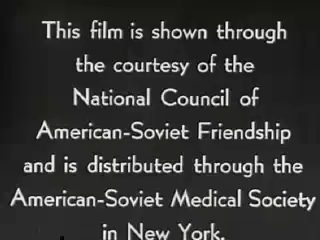 This film is shown through
the courtesy of the
National Council of
American-Soviet Friendship
and is distributed through the
American-Soviet Medical Society
in New York.